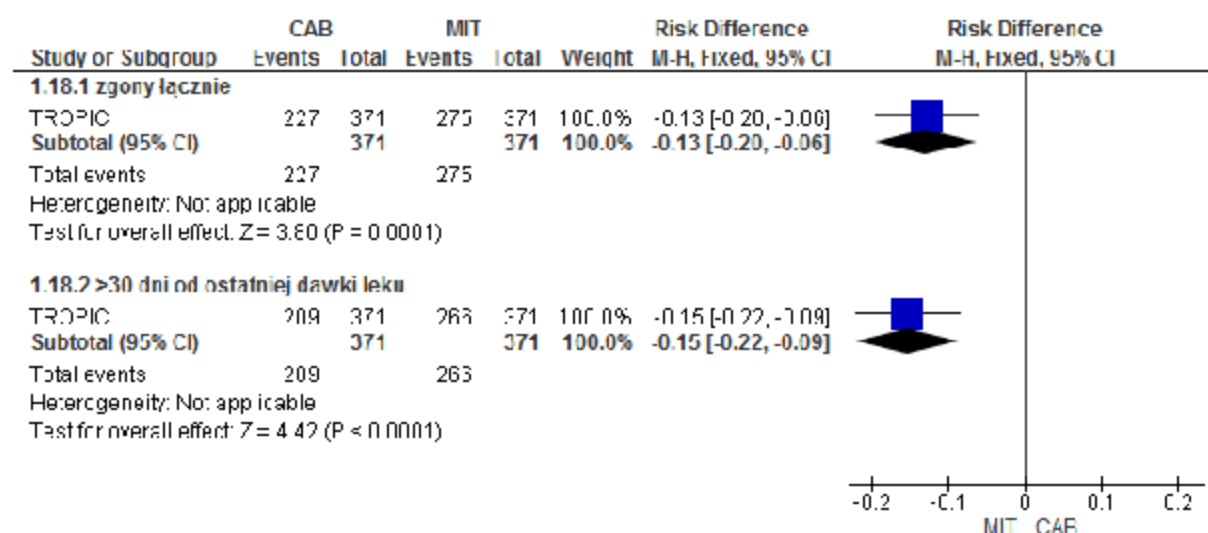 CAB MIT Risk Difference Risk Difference
Study or Subgroup Events Total Events Total Weight M-H, Fixed, 95% CI M-H, Fixed, 95% CI
1.18.1 zgony łącznie
TROPIC 227 371 275 371 100.0% -0.13 [-0.20, -0.06]
Subtotal (95% CI) 371 371 100.0% -0.13 [-0.20, -0.06]
Total events 227 275
Heterogeneity: Not applicable
Test for overall effect: Z = 3.80 (P = 0.0001)
1.18.2 >30 dni od ostatniej dawki leku
TROPIC 209 371 266 371 100.0% -0.15 [-0.22, -0.09]
Subtotal (95% CI) 371 371 100.0% -0.15 [-0.22, -0.09]
Total events 209 266
Heterogeneity: Not applicable
Test for overall effect: Z = 4.42 (P < 0.0001)
-0.2 -0.1 0 0.1 0.2
MIT CAB